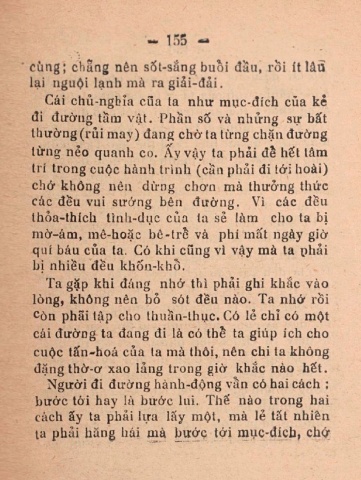 — 155 —
cùng; chẳng nên sốt-sắng buổi đầu, rồi ít lâu
lại nguội lạnh mà ra giải-đải.
Cái chủ-nghĩa của ta như mục-đích của kẻ
đi đường tầm vật. Phần số và những sự bất
thường (rủi may) đang chờ ta từng chặn đường
từng nẻo quanh co. Ấy vậy ta phải để hết tâm
trí trong cuộc hành trình (cần phải đi tới hoài)
chớ không nên dừng chơn mà thưởng thức
các đều vui sướng bên đường. Vì các đều
thỏa-thích tình-dục của ta sẻ làm cho ta bị
mờ-ám, mê-hoặc bê-trễ và phí mất ngày giờ
quí báu của ta. Có khi cũng vì vậy mà ta phải
bị nhiều đều khốn-khổ.
Ta gặp khi đáng nhớ thì phải ghi khắc vào
lòng, không nên bỏ sót đều nào. Ta nhớ rồi
còn phãi tập cho thuần-thục. Có lẻ chỉ có một
cái đường ta đang đi là có thể ta giúp ích cho
cuộc tấn-hoá của ta mà thôi, nên chi ta không
đặng thờ-ơ xao lãng trong giờ khắc nào hết.
Người đi đường hành-động vẩn có hai cách:
bước tới hay là bước lui. Thế nào trong hai
cách ấy ta phải lựa lấy một, mà lẻ tất nhiên
ta phải hăng hái mà bước tới mục-đích, chớ